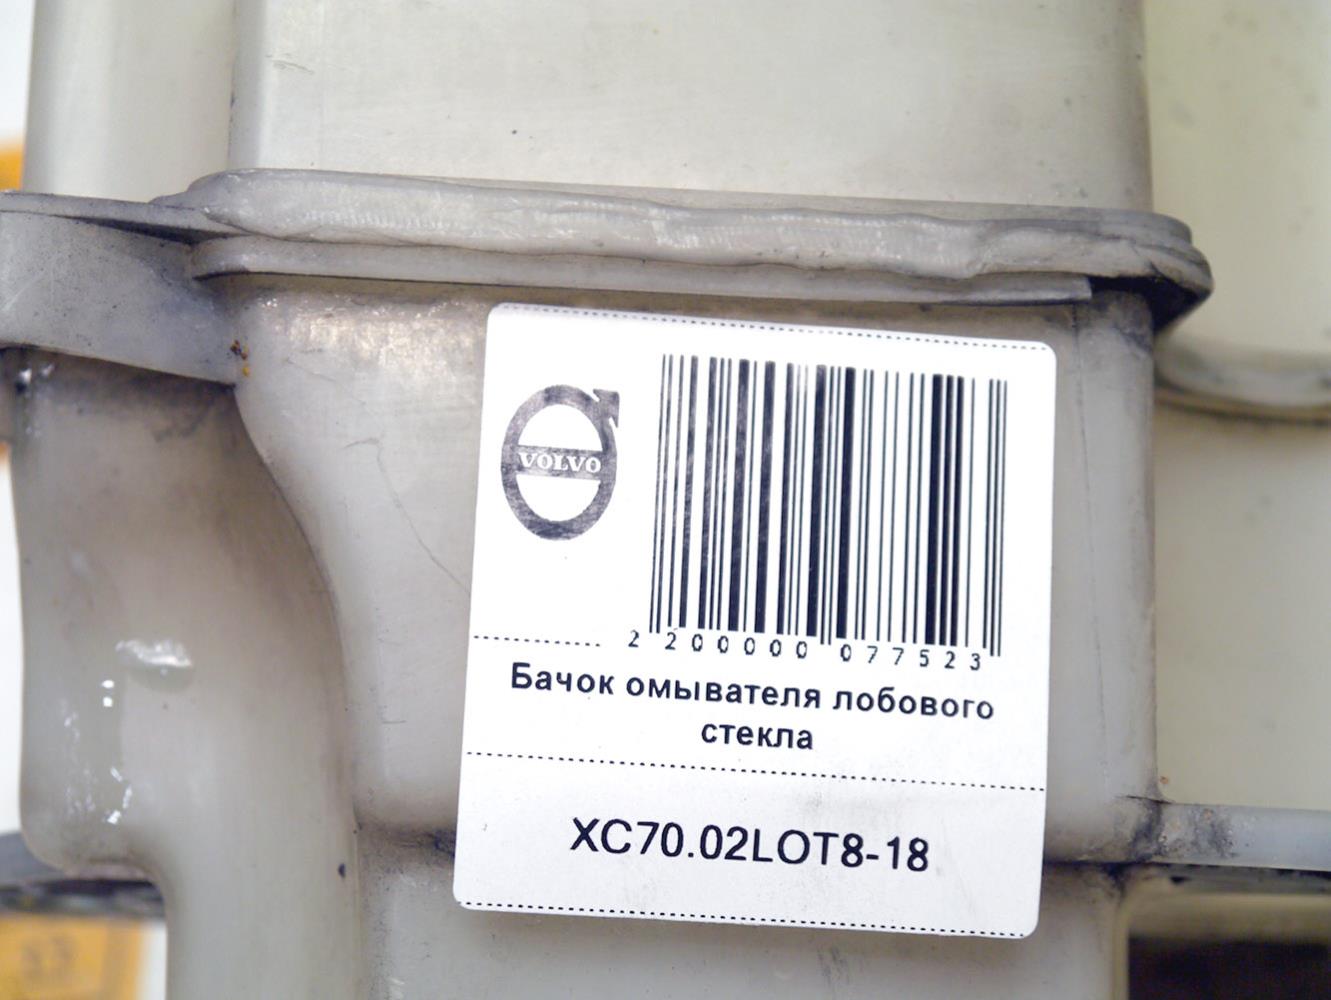 VOLVO
2 200000 077523
Бачок омывателя лобового
стекла
XC70.02LOT8-18